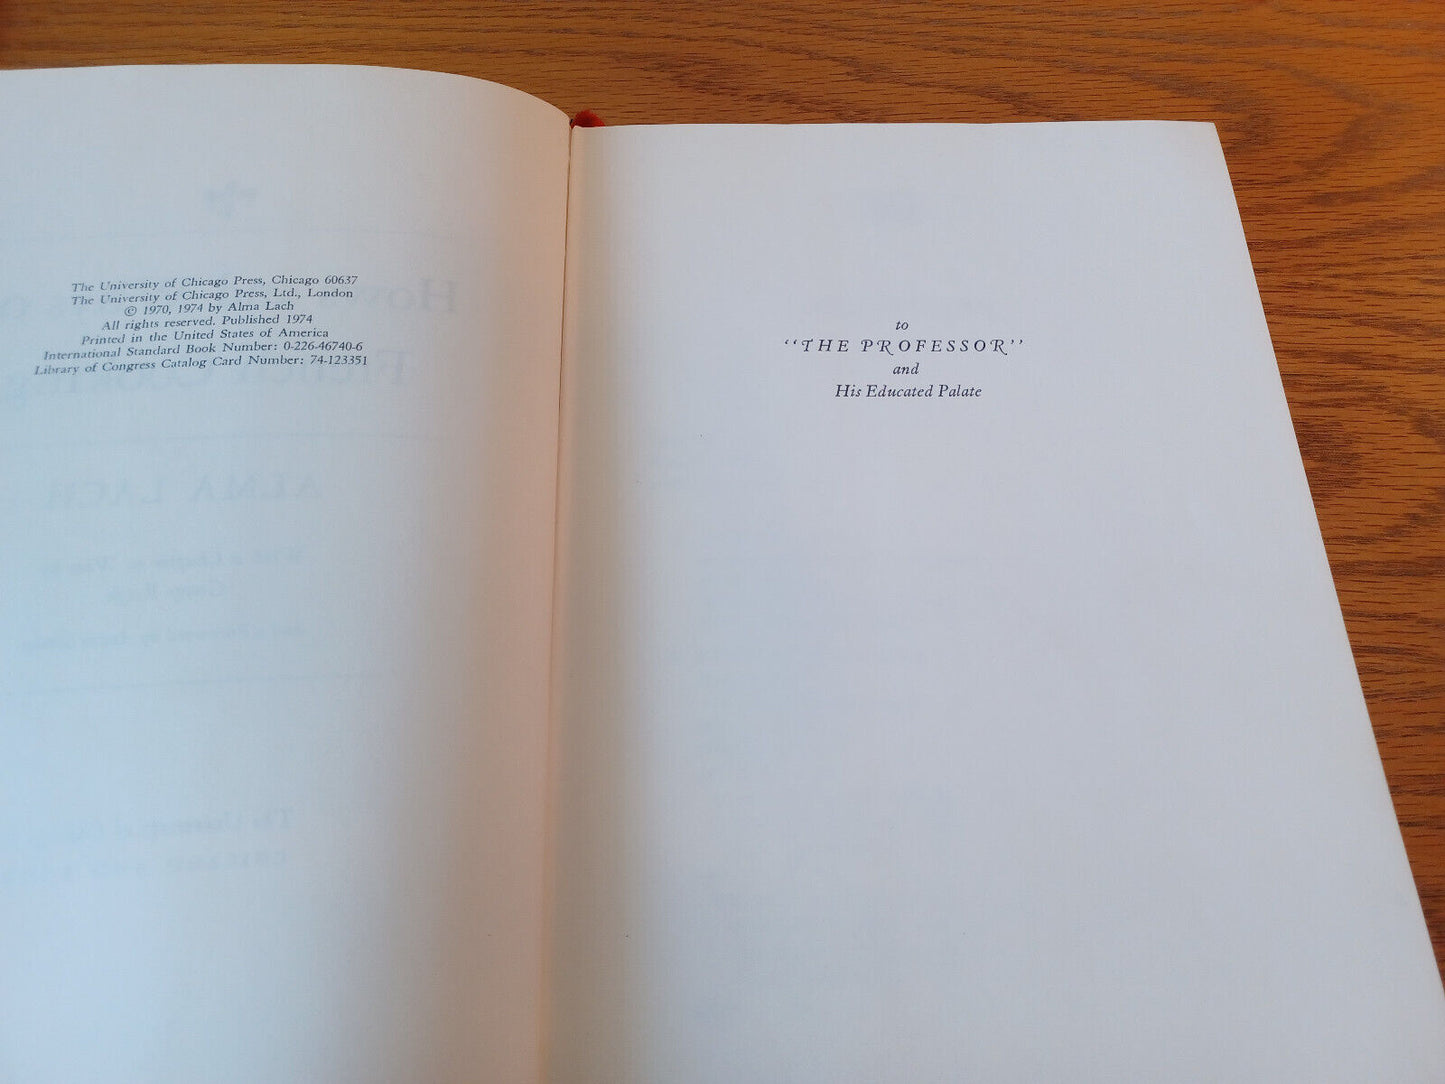 The University of Chicago Press, Chicago 60637
The University of Chicago Press, Ltd., London
© 1970, 1974 by Alma Lach
All rights reserved. Published 1974
Printed in the United States of America
International Standard Book Number: 0-226-46740-6
Library of Congress Catalog Card Number: 74-123351
to
‘‘THE PROFESSOR’’
and
His Educated Palate